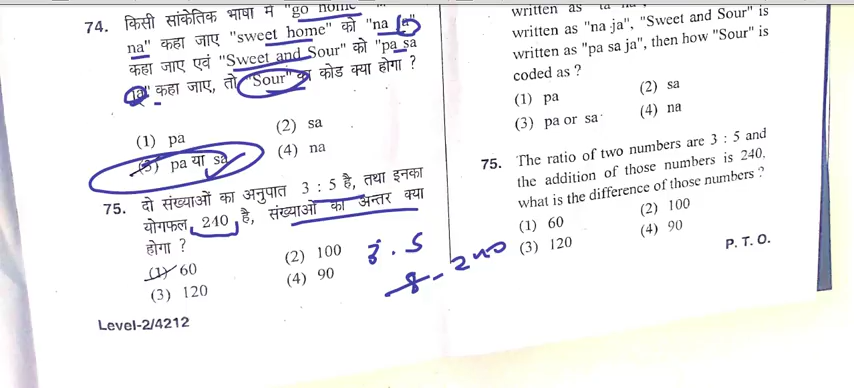 74. किसी सांकेतिक भाषा में "go home"
na" कहा जाए "sweet home" को "na ja"
कहा जाए एवं "Sweet and Sour" को "pa sa
ja" कहा जाए, तो "Sour" का कोड क्या होगा ?
(1) pa
(2) sa
(3) pa या sa
(4) na
75. दो संख्याओं का अनुपात 3 : 5 है, तथा इनका
योगफल 240 है, संख्याओं का अन्तर क्या
होगा ?
(1) 60
(2) 100
(3) 120
(4) 90
Level-2/4212
3 . 5
8 - 240
written as
written as "na ja", "Sweet and Sour" is
written as "pa sa ja", then how "Sour" is
coded as ?
(1) pa
(2) sa
(3) pa or sa
(4) na
75. The ratio of two numbers are 3 : 5 and
the addition of those numbers is 240,
what is the difference of those numbers ?
(1) 60
(2) 100
(3) 120
(4) 90
P. T. O.